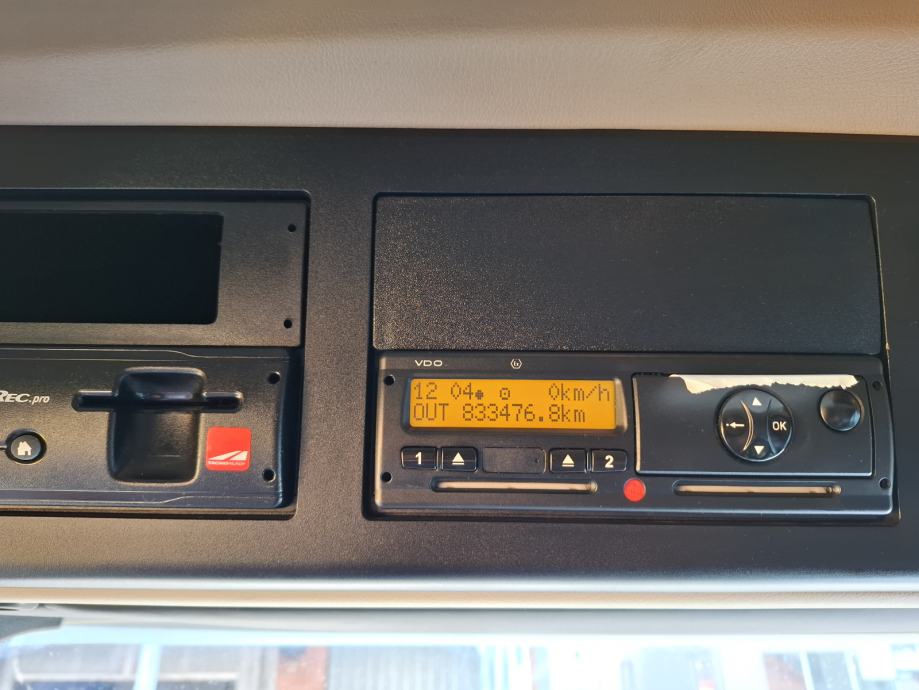 VDO
12 04● ⊙ 0km/h
OUT 833476.8km
REC.pro
OK
1
2